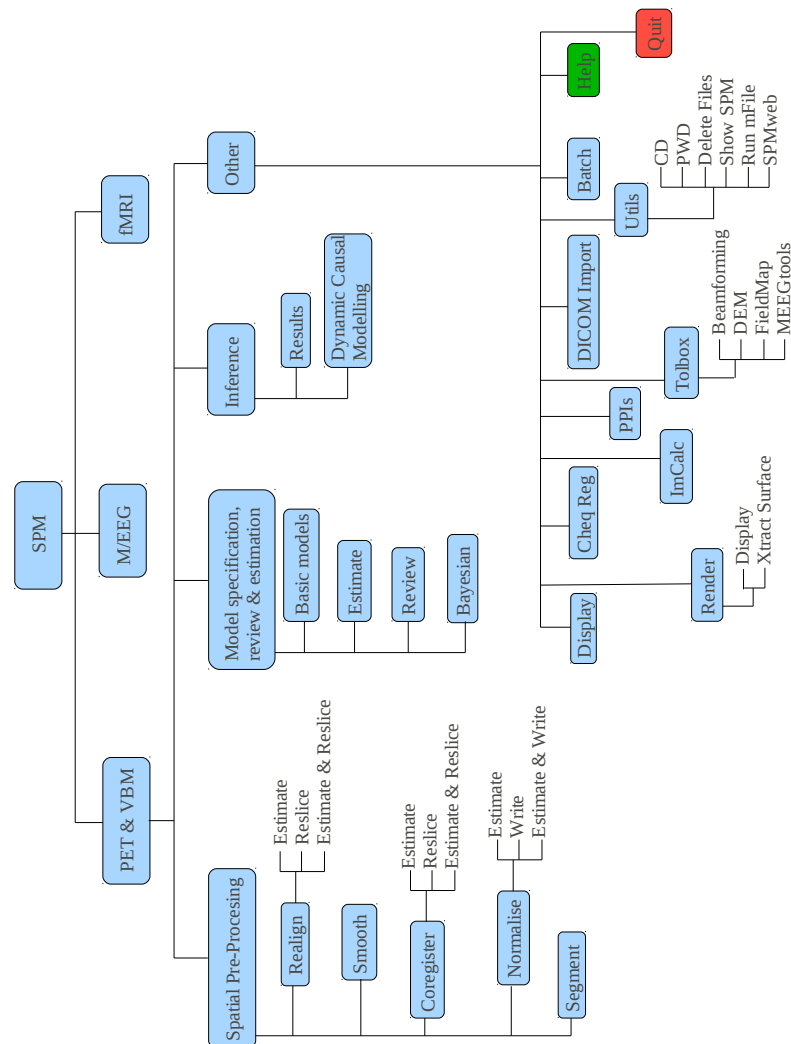 SPM
PET & VBM
M/EEG
fMRI
Spatial Pre-Procesing
Model specification,
review & estimation
Inference
Other
Realign
Estimate
Reslice
Estimate & Reslice
Smooth
Coregister
Estimate
Reslice
Estimate & Reslice
Normalise
Estimate
Write
Estimate & Write
Segment
Basic models
Estimate
Review
Bayesian
Results
Dynamic Causal
Modelling
Display
Render
Display
Xtract Surface
Cheq Reg
ImCalc
PPIs
Tolbox
Beamforming
DEM
FieldMap
MEEGtools
DICOM Import
Utils
CD
PWD
Delete Files
Show SPM
Run mFile
SPMweb
Batch
Help
Quit